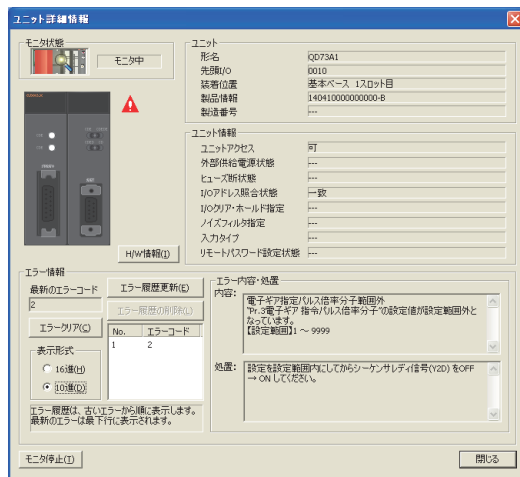 ユニット詳細情報
モニタ状態
モニタ中
ユニット
形名 QD73A1
先頭I/O 0010
装着位置 基本ベース 1スロット目
製品情報 140410000000000-B
製造番号 ---
ユニット情報
ユニットアクセス 可
外部供給電源状態 ---
ヒューズ断状態 ---
I/Oアドレス照合状態 一致
I/Oクリア・ホールド指定 ---
ノイズフィルタ指定 ---
入力タイプ ---
リモートパスワード設定状態 ---
H/W情報(I)
エラー情報
最新のエラーコード
2
エラー履歴更新(E)
エラー履歴の削除(L)
エラークリア(C)
No. エラーコード
1 2
表示形式
16進(H)
10進(D)
エラー履歴は、古いエラーから順に表示します。
最新のエラーは最下行に表示されます。
エラー内容・処置
内容:
電子ギア指定パルス倍率分子範囲外
"Pr.3電子ギア 指令パルス倍率分子"の設定値が設定範囲外と
なっています。
【設定範囲】1 ～ 9999
処置:
設定を設定範囲内にしてからシーケンサレディ信号(Y2D) をOFF
→ ON してください。
モニタ停止(T)
閉じる